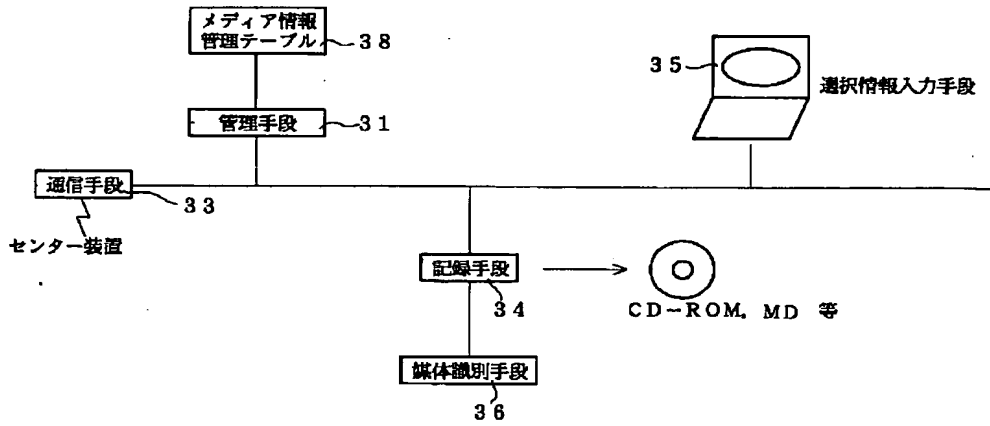 メディア情報
管理テーブル
38
35
選択情報入力手段
管理手段
31
通信手段
33
センター装置
記録手段
34
CD-ROM. MD 等
媒体識別手段
36